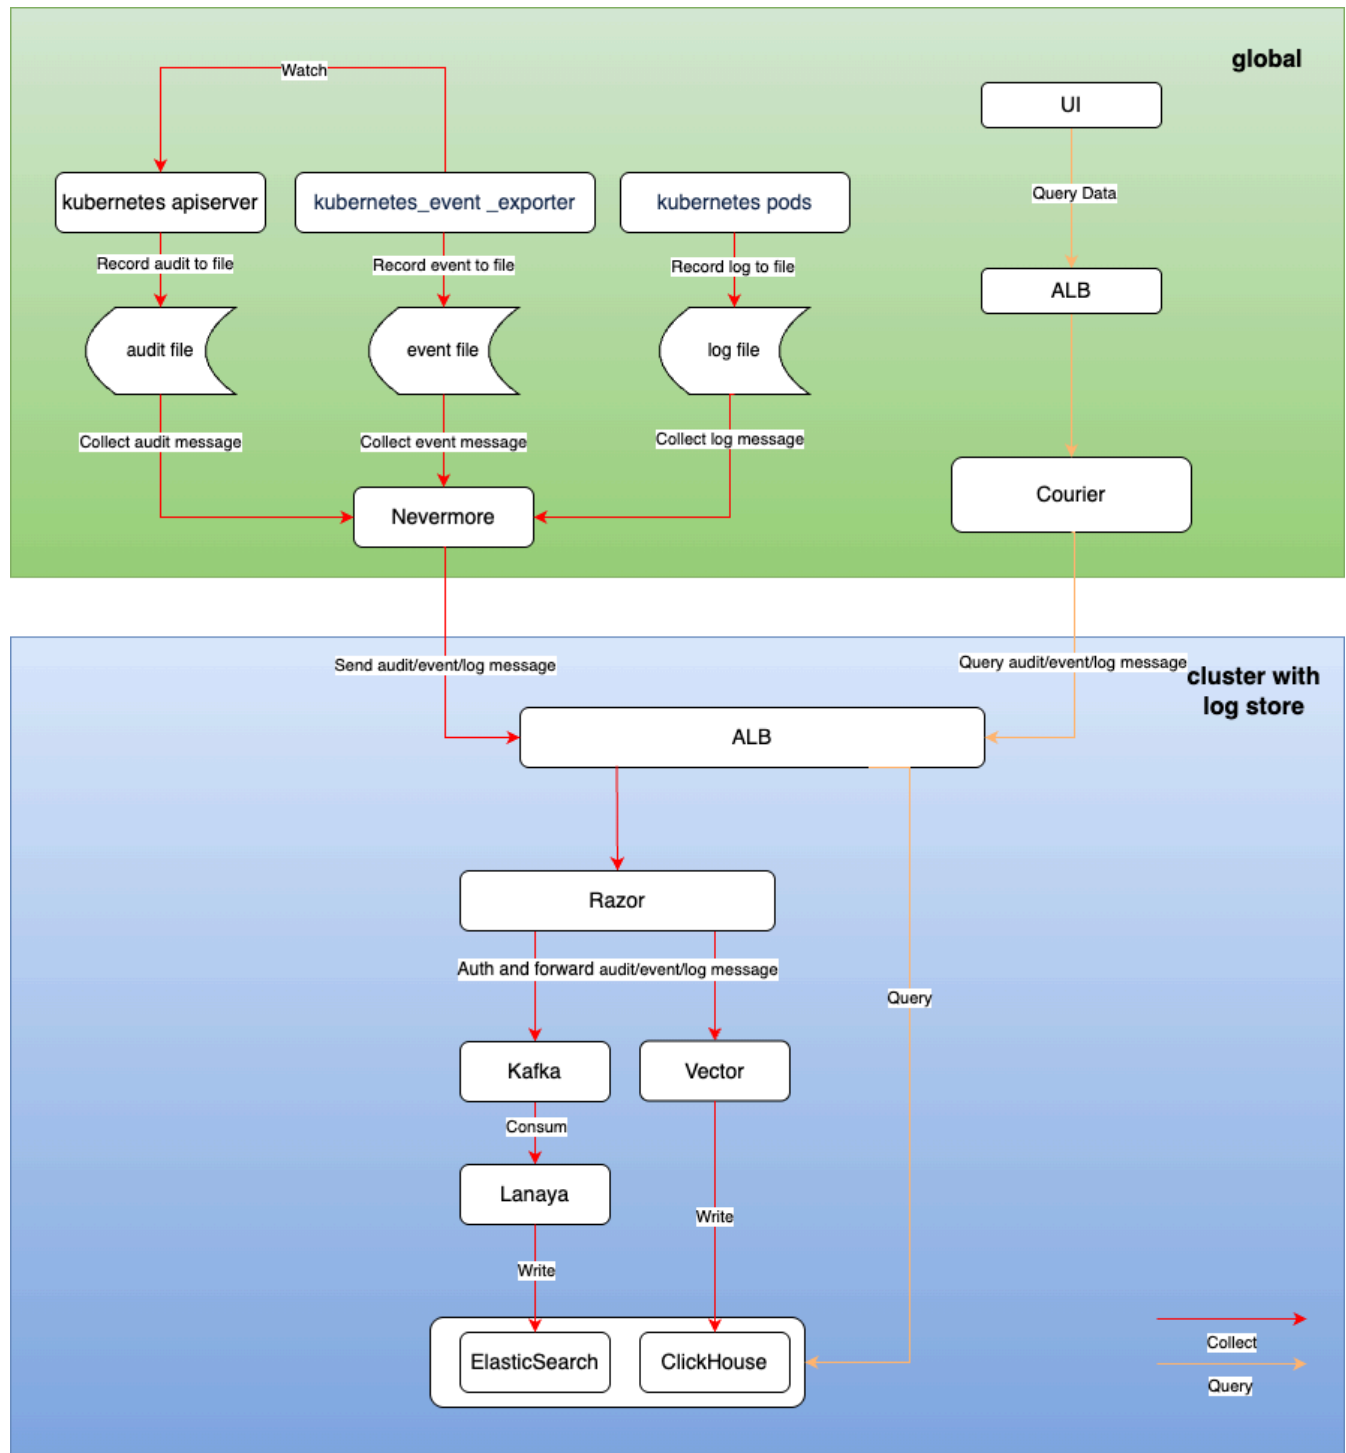 global
Watch
UI
kubernetes apiserver
kubernetes_event _exporter
kubernetes pods
Query Data
Record audit to file
Record event to file
Record log to file
ALB
audit file
event file
log file
Collect audit message
Collect event message
Collect log message
Courier
Nevermore
Send audit/event/log message
Query audit/event/log message
cluster with
log store
ALB
Razor
Auth and forward audit/event/log message
Query
Kafka
Vector
Consum
Lanaya
Write
Write
ElasticSearch
ClickHouse
Collect
Query